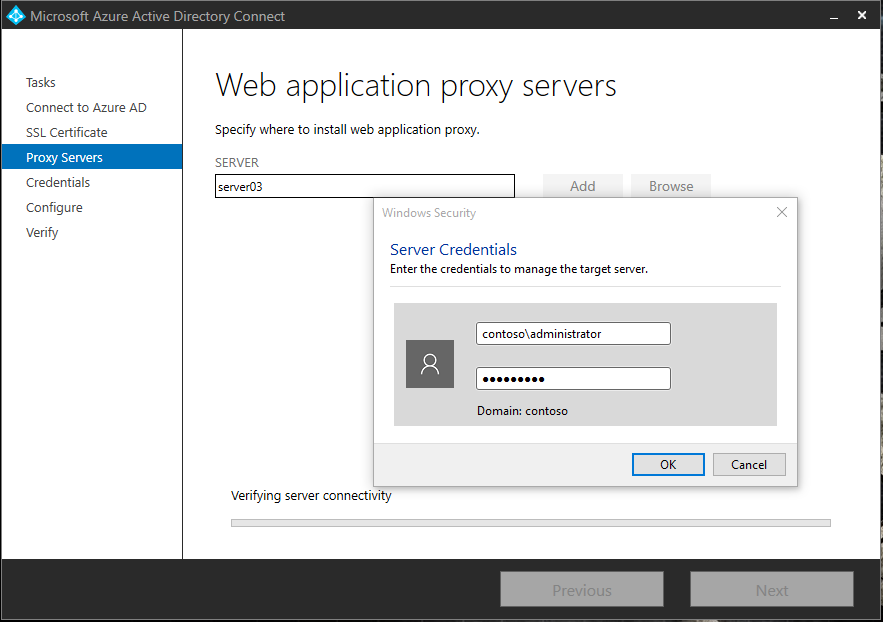 Microsoft Azure Active Directory Connect
Tasks
Connect to Azure AD
SSL Certificate
Proxy Servers
Credentials
Configure
Verify
Web application proxy servers
Specify where to install web application proxy.
SERVER
server03
Add
Browse
Windows Security
Server Credentials
Enter the credentials to manage the target server.
contoso\administrator
●●●●●●●●●
Domain: contoso
OK
Cancel
Verifying server connectivity
Previous
Next